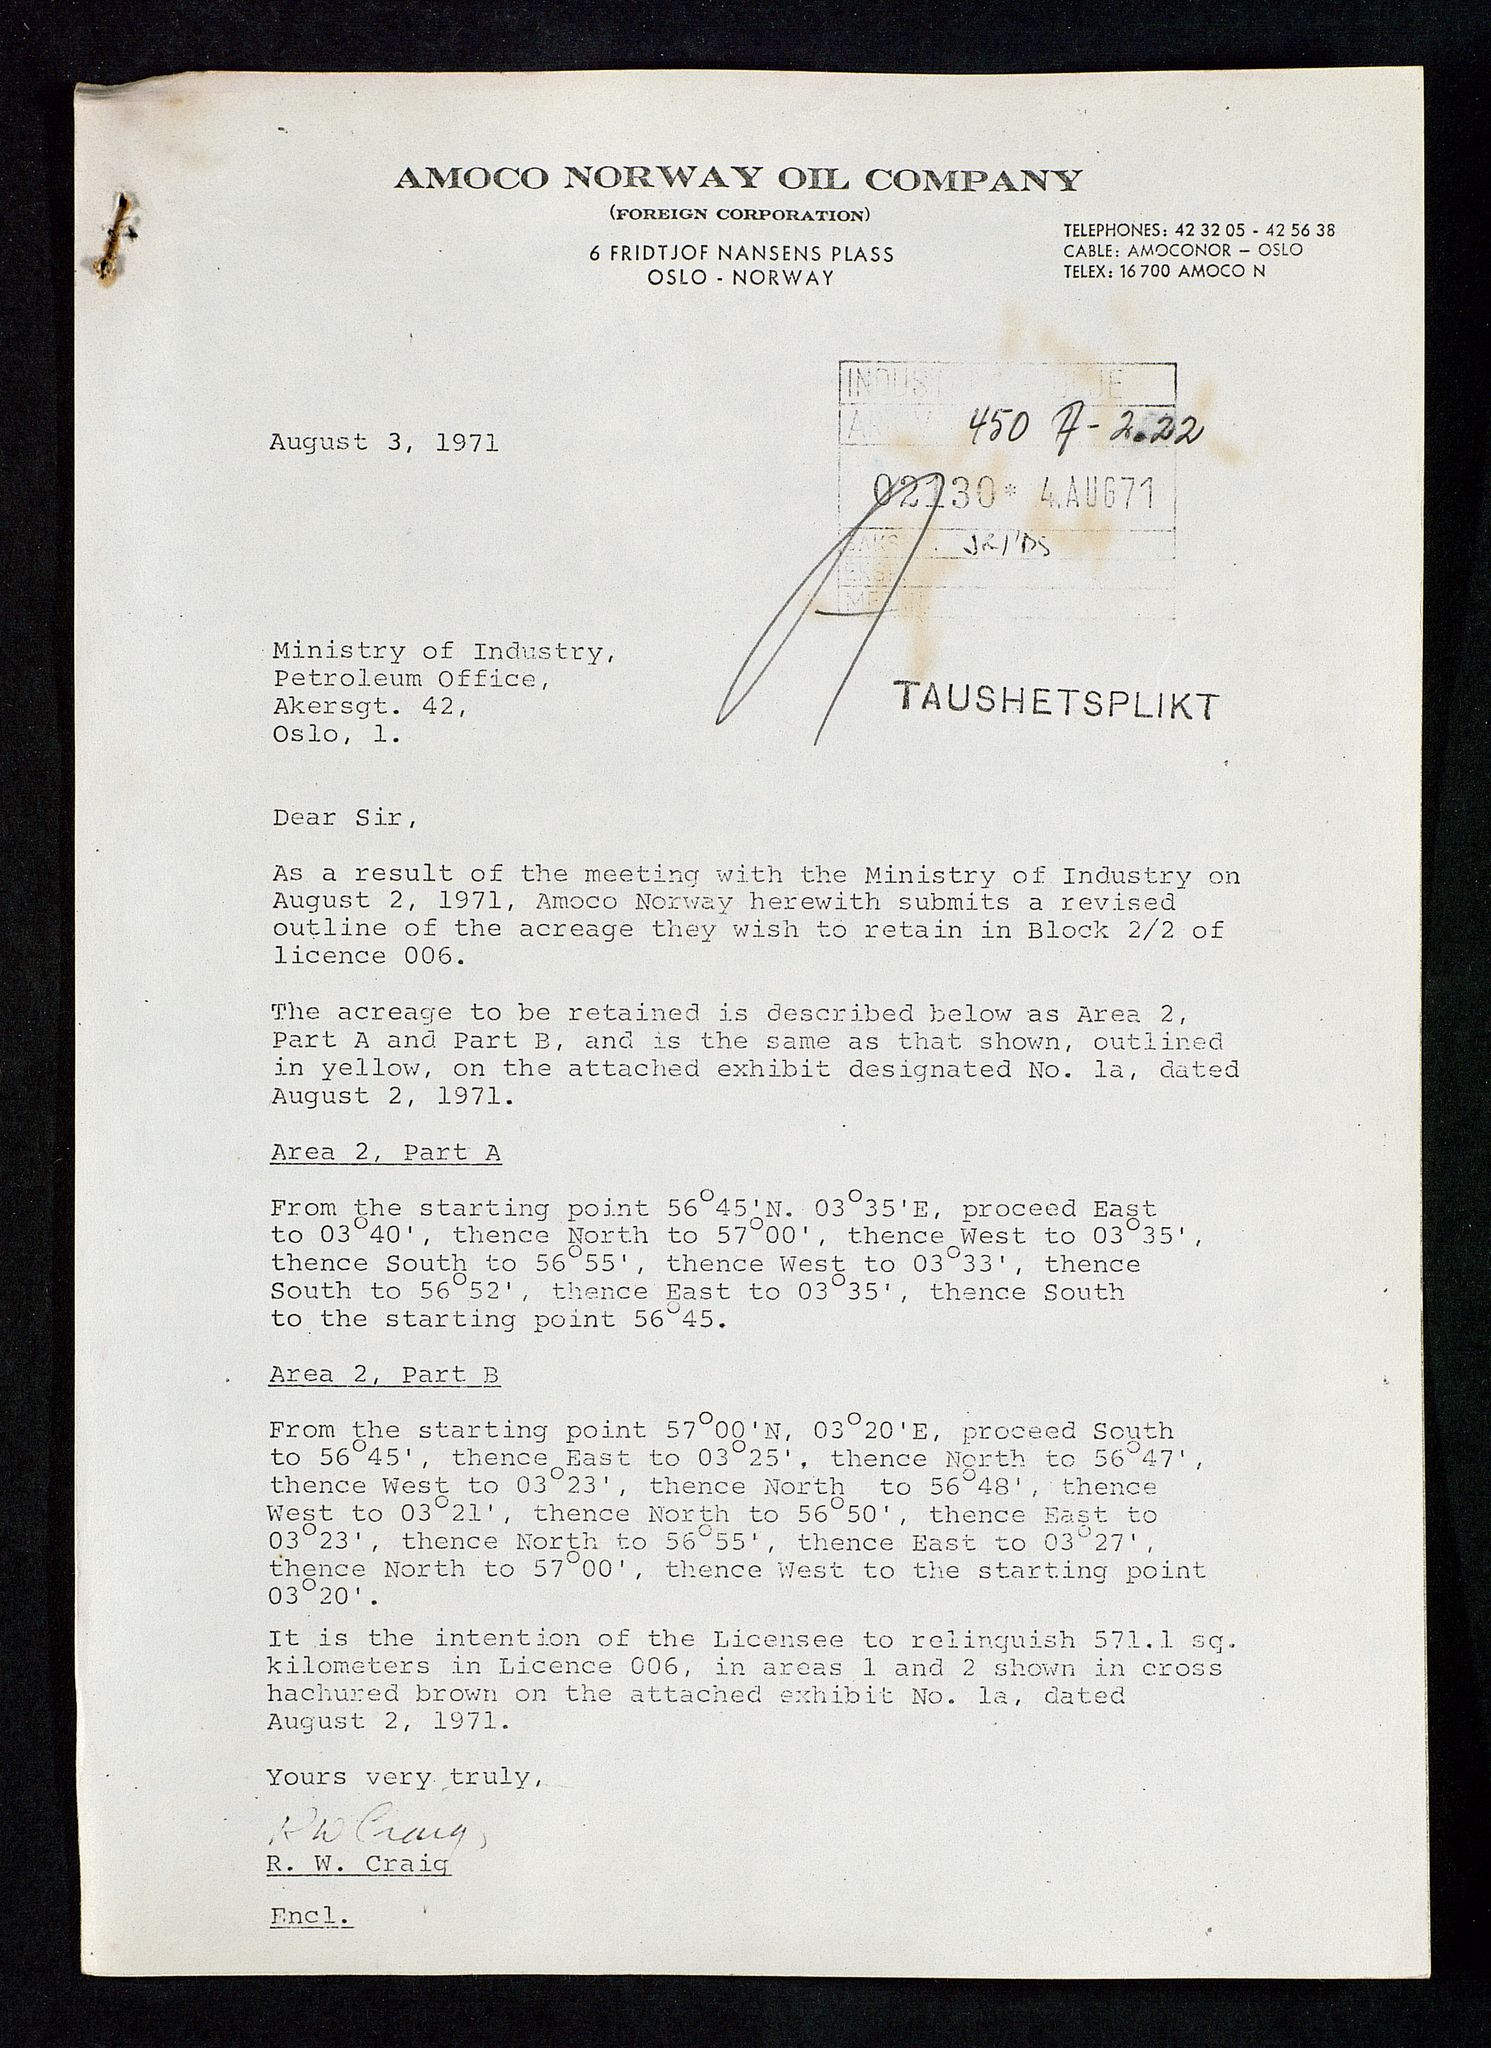 AMOCO NORWAY OIL COMPANY
(FOREIGN CORPORATION)
6 FRIDTJOF NANSENS PLASS
OSLO - NORWAY
TELEPHONES: 42 32 05 - 42 56 38
CABLE: AMOCONOR – OSLO
TELEX: 16 700 AMOCO N
450 A - 2.22
02130* 4.AUG71
August 3, 1971
Ministry of Industry,
Petroleum Office,
Akersgt. 42,
Oslo, 1.
TAUSHETSPLIKT
Dear Sir,
As a result of the meeting with the Ministry of Industry on
August 2, 1971, Amoco Norway herewith submits a revised
outline of the acreage they wish to retain in Block 2/2 of
licence 006.
The acreage to be retained is described below as Area 2,
Part A and Part B, and is the same as that shown, outlined
in yellow, on the attached exhibit designated No. 1a, dated
August 2, 1971.
Area 2, Part A
From the starting point 56°45'N. 03°35'E, proceed East
to 03°40', thence North to 57°00', thence West to 03°35',
thence South to 56°55', thence West to 03°33', thence
South to 56°52', thence East to 03°35', thence South
to the starting point 56°45.
Area 2, Part B
From the starting point 57°00'N, 03°20'E, proceed South
to 56°45', thence East to 03°25', thence North to 56°47',
thence West to 03°23', thence North to 56°48', thence
West to 03°21', thence North to 56°50', thence East to
03°23', thence North to 56°55', thence East to 03°27',
thence North to 57°00', thence West to the starting point
03°20'.
It is the intention of the Licensee to relinquish 571.1 sq.
kilometers in Licence 006, in areas 1 and 2 shown in cross
hachured brown on the attached exhibit No. 1a, dated
August 2, 1971.
Yours very truly,
R W Craig
R. W. Craig
Encl.